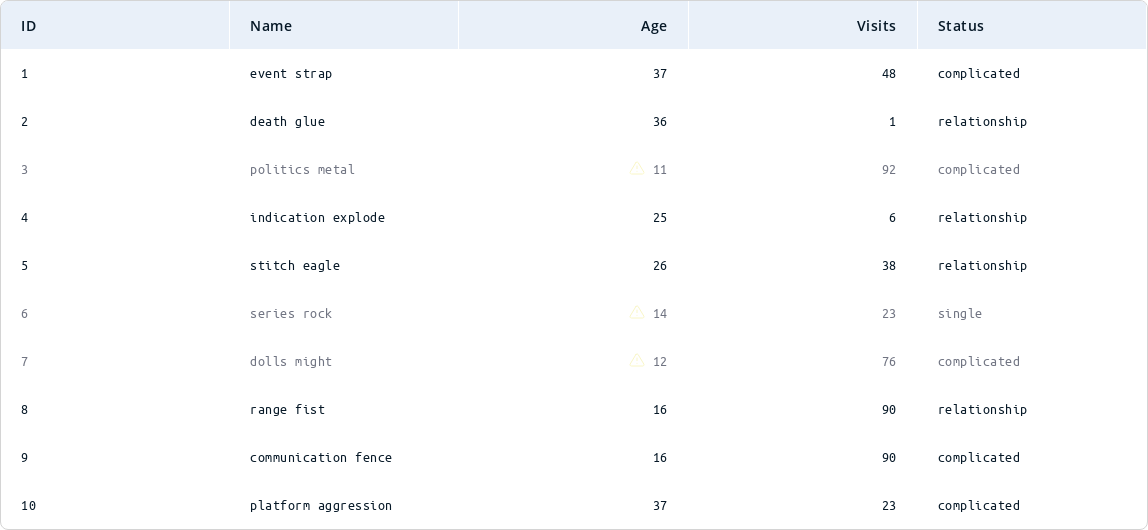 ID Name Age Visits Status
1 event strap 37 48 complicated
2 death glue 36 1 relationship
3 politics metal 11 92 complicated
4 indication explode 25 6 relationship
5 stitch eagle 26 38 relationship
6 series rock 14 23 single
7 dolls might 12 76 complicated
8 range fist 16 90 relationship
9 communication fence 16 90 complicated
10 platform aggression 37 23 complicated